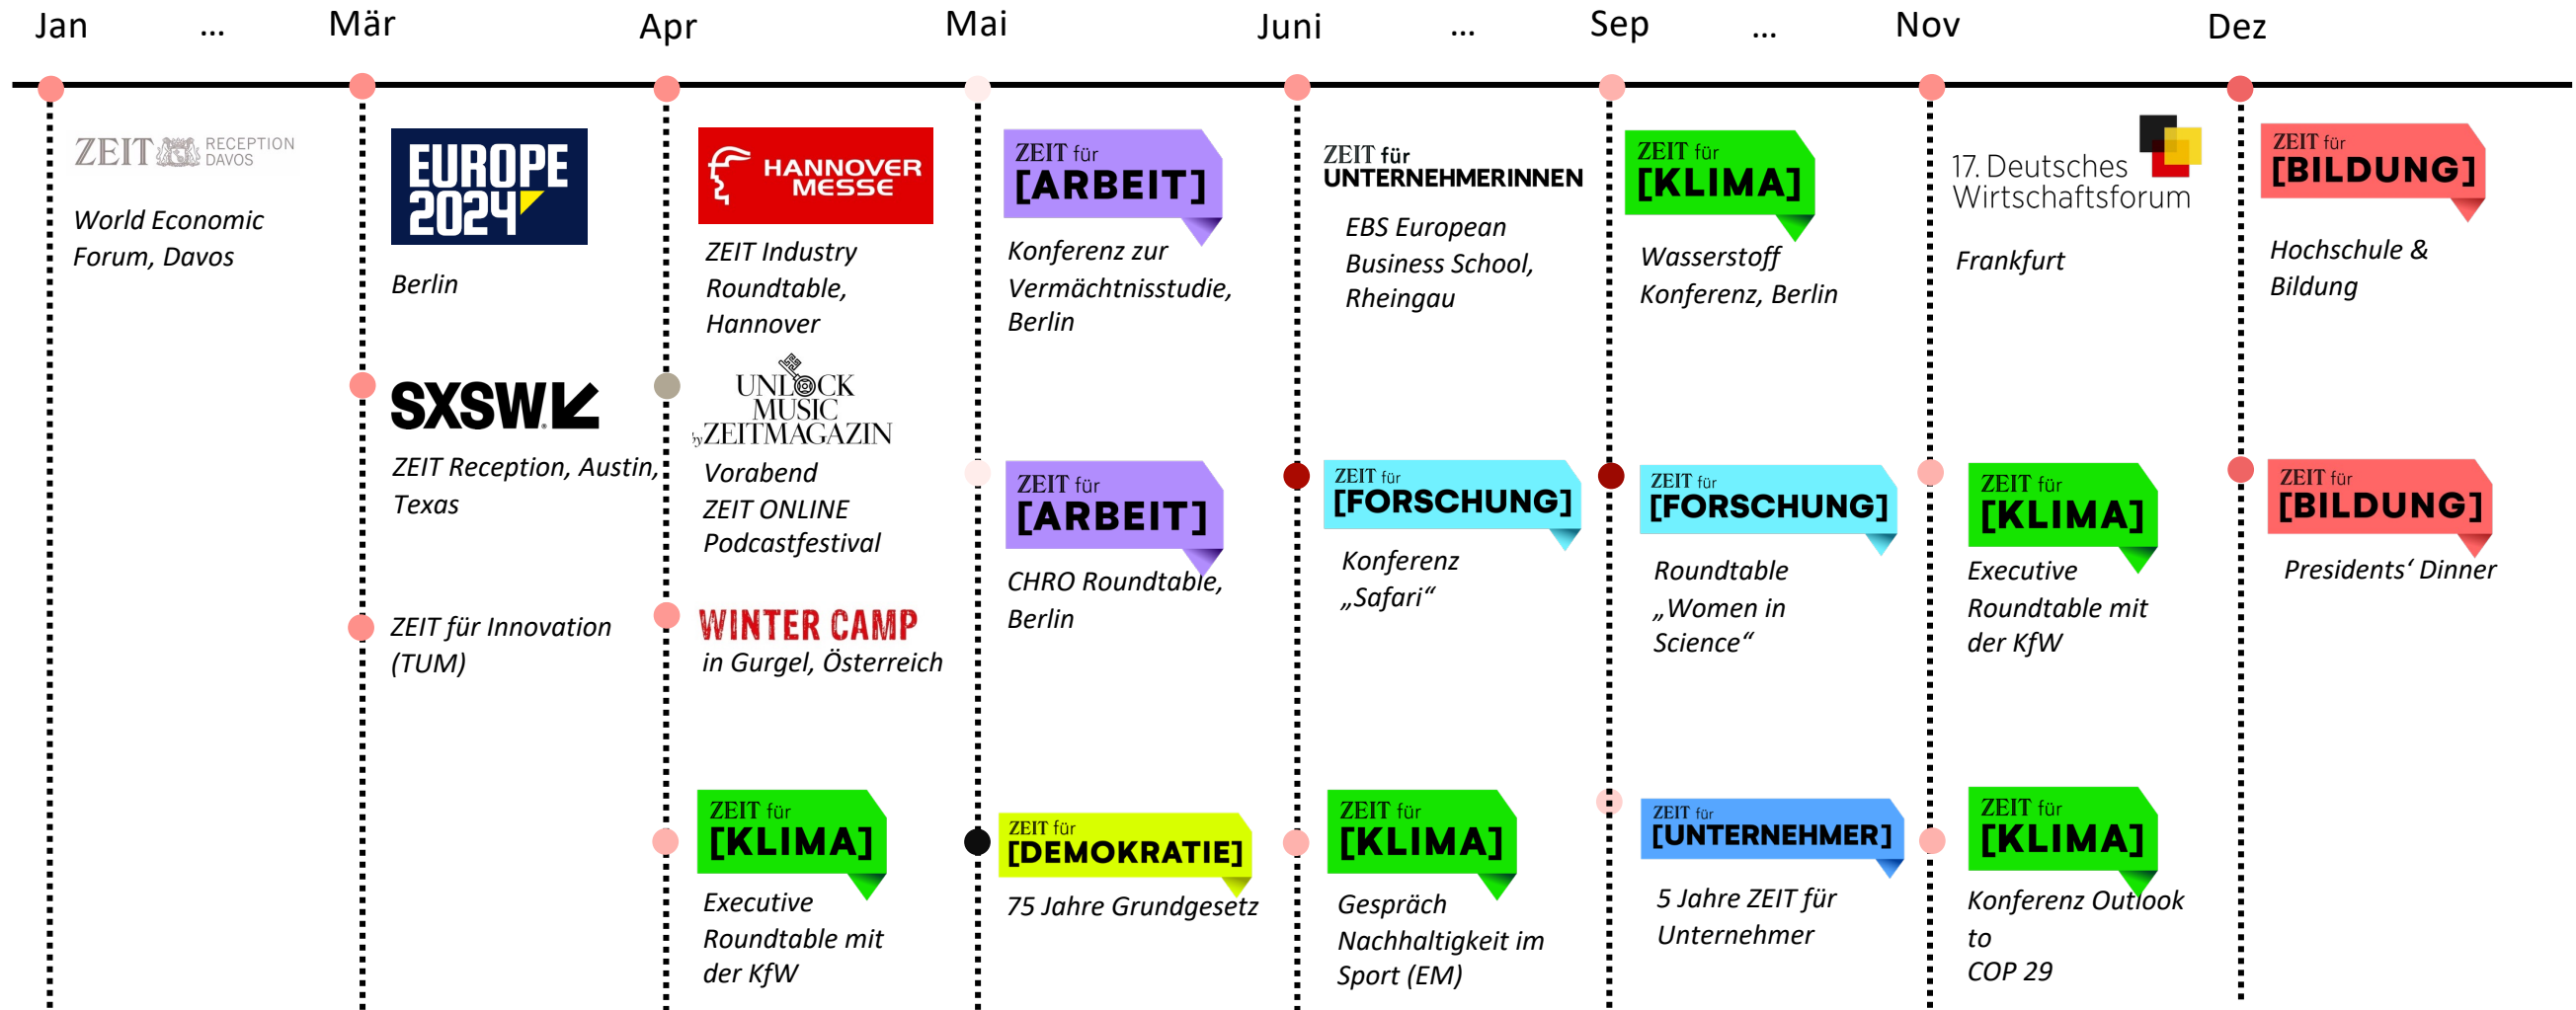 Jan
...
Mär
Apr
Mai
Juni
...
Sep
...
Nov
Dez
ZEIT RECEPTION
DAVOS
World Economic
Forum, Davos
EUROPE
2024
Berlin
SXSW®
ZEIT Reception, Austin,
Texas
ZEIT für Innovation
(TUM)
HANNOVER
MESSE
ZEIT Industry
Roundtable,
Hannover
UNLOCK
MUSIC
by ZEITMAGAZIN
Vorabend
ZEIT ONLINE
Podcastfestival
WINTER CAMP
in Gurgel, Österreich
ZEIT für
[KLIMA]
Executive
Roundtable mit
der KfW
ZEIT für
[ARBEIT]
Konferenz zur
Vermächtnisstudie,
Berlin
ZEIT für
[ARBEIT]
CHRO Roundtable,
Berlin
ZEIT für
[DEMOKRATIE]
75 Jahre Grundgesetz
ZEIT für
UNTERNEHMERINNEN
EBS European
Business School,
Rheingau
ZEIT für
[FORSCHUNG]
Konferenz
„Safari“
ZEIT für
[KLIMA]
Gespräch
Nachhaltigkeit im
Sport (EM)
ZEIT für
[KLIMA]
Wasserstoff
Konferenz, Berlin
ZEIT für
[FORSCHUNG]
Roundtable
„Women in
Science“
ZEIT für
[UNTERNEHMER]
5 Jahre ZEIT für
Unternehmer
17. Deutsches
Wirtschaftsforum
Frankfurt
ZEIT für
[KLIMA]
Executive
Roundtable mit
der KfW
ZEIT für
[KLIMA]
Konferenz Outlook
to
COP 29
ZEIT für
[BILDUNG]
Hochschule &
Bildung
ZEIT für
[BILDUNG]
Presidents‘ Dinner